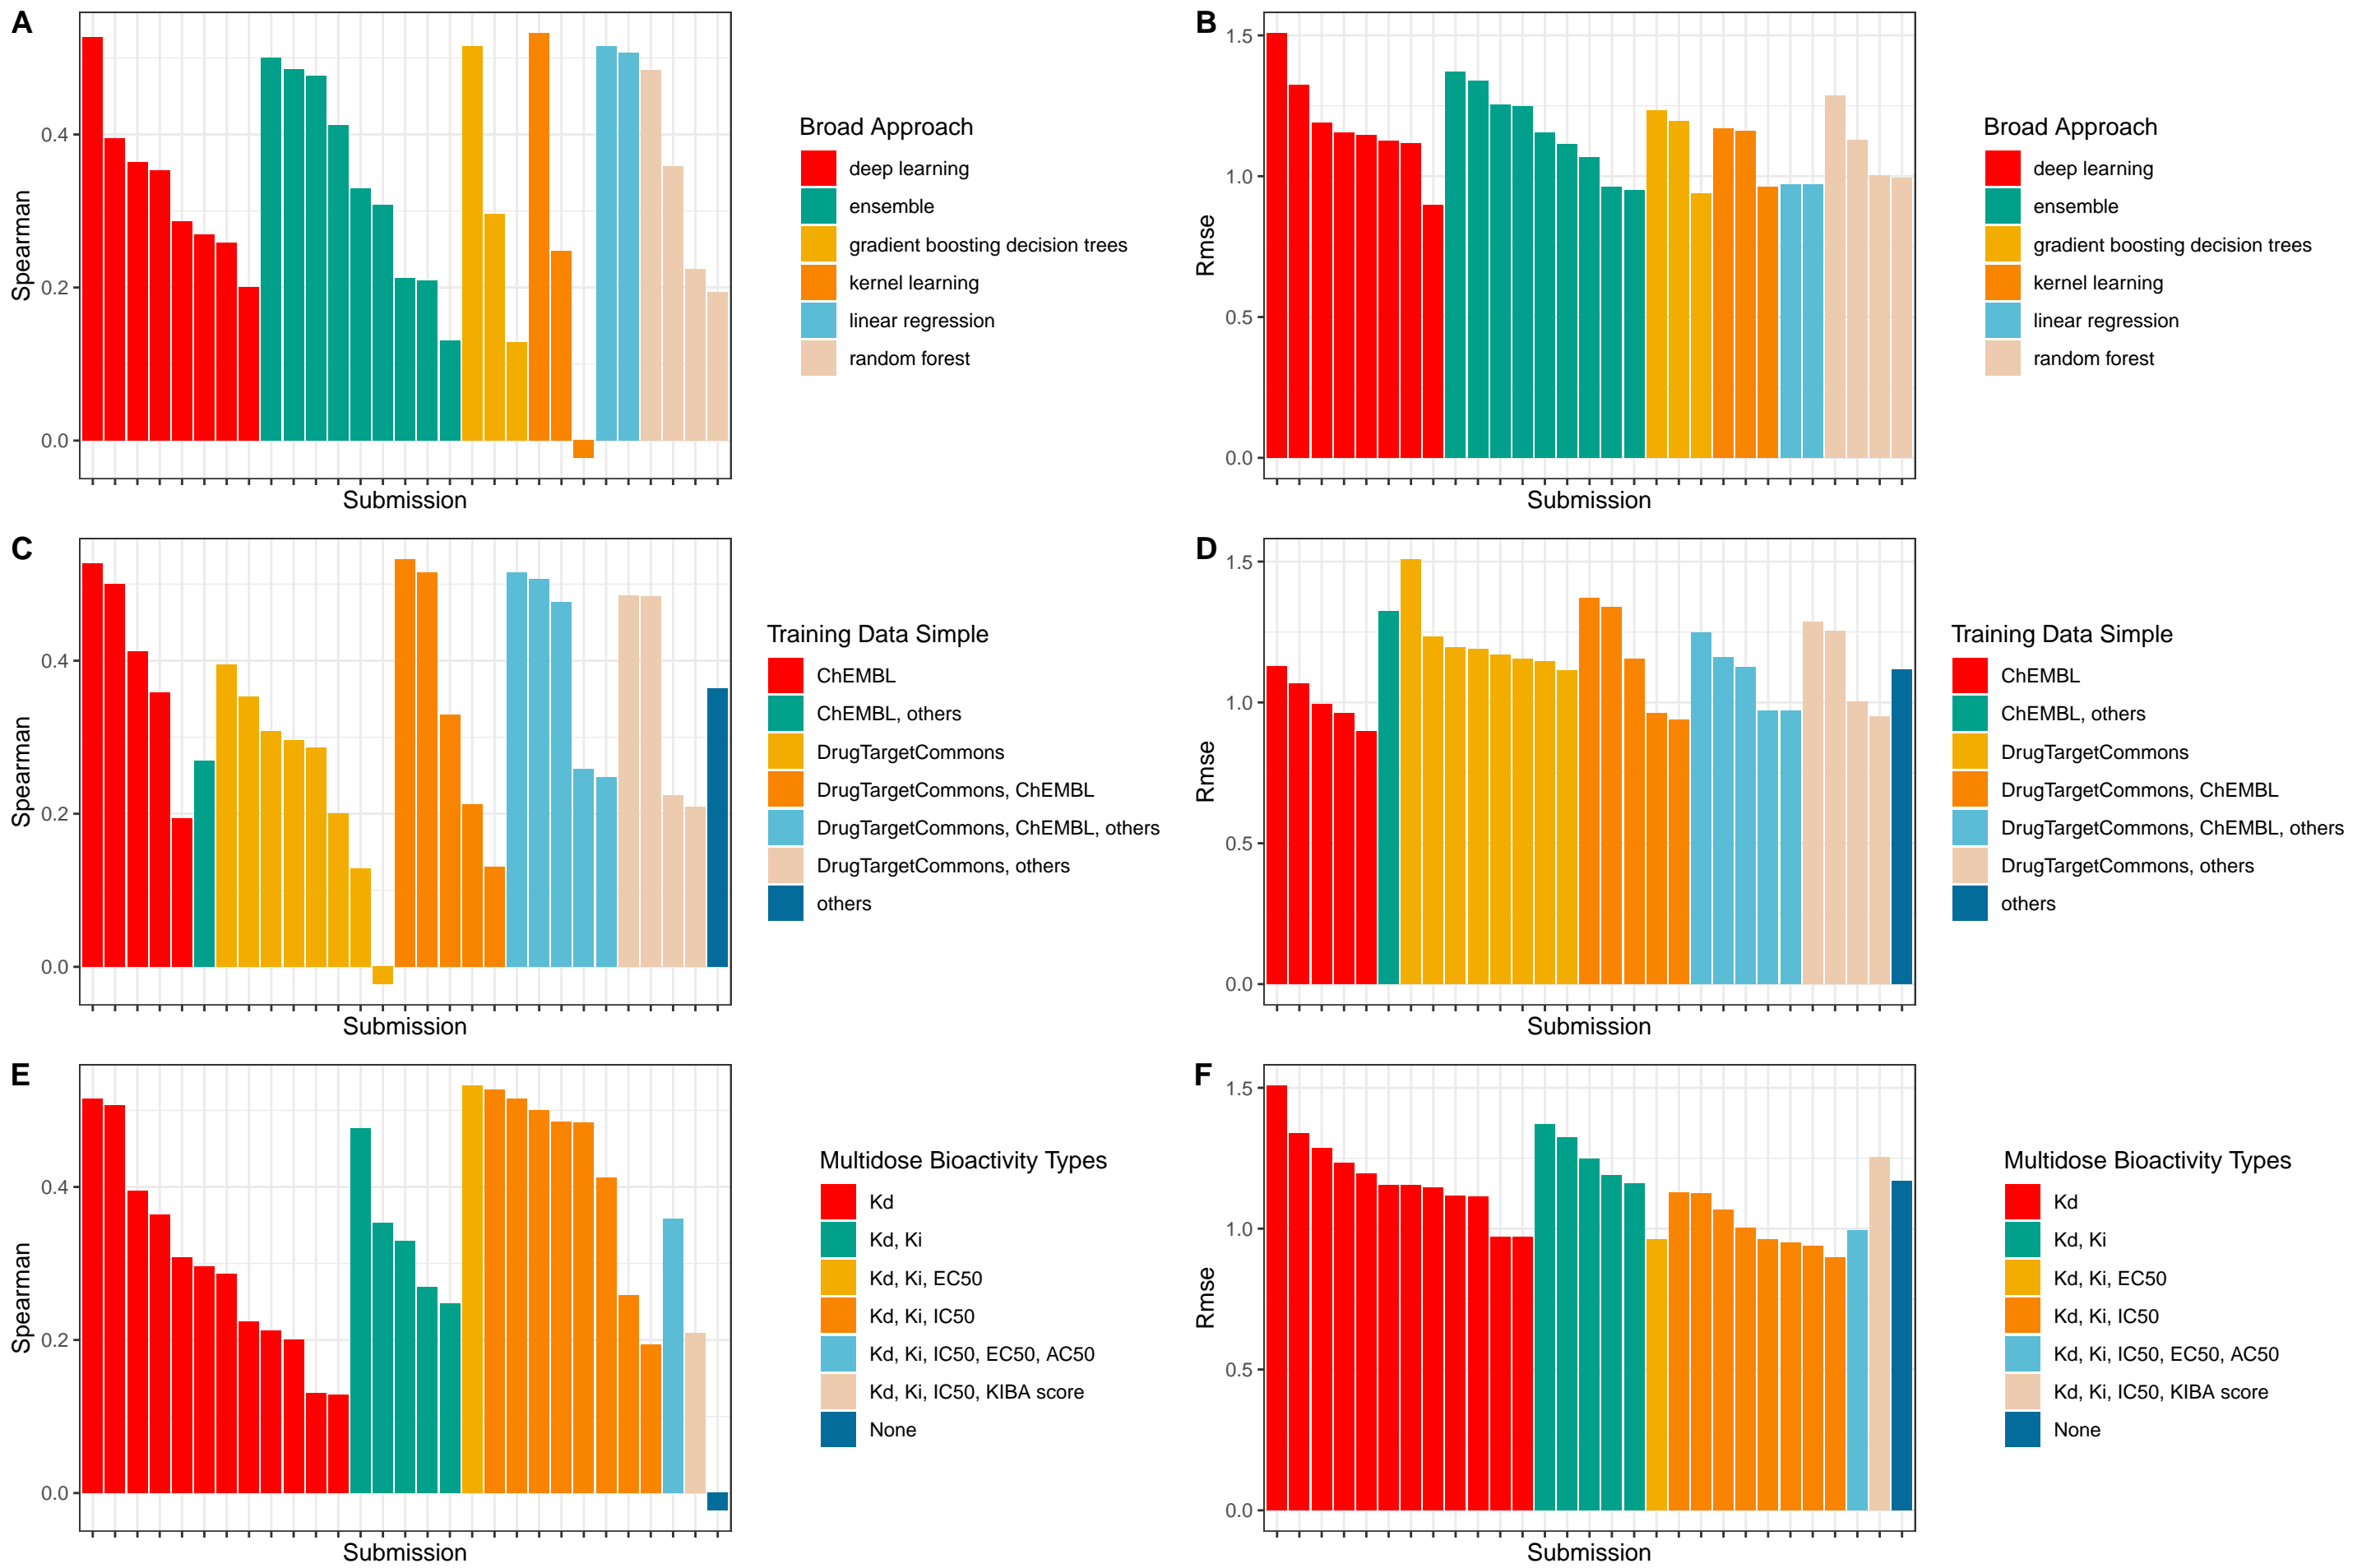 A
Spearman
0.4
0.2
0.0
Submission
Broad Approach
deep learning
ensemble
gradient boosting decision trees
kernel learning
linear regression
random forest
B
Rmse
1.5
1.0
0.5
0.0
Submission
Broad Approach
deep learning
ensemble
gradient boosting decision trees
kernel learning
linear regression
random forest
C
Spearman
0.4
0.2
0.0
Submission
Training Data Simple
ChEMBL
ChEMBL, others
DrugTargetCommons
DrugTargetCommons, ChEMBL
DrugTargetCommons, ChEMBL, others
DrugTargetCommons, others
others
D
Rmse
1.5
1.0
0.5
0.0
Submission
Training Data Simple
ChEMBL
ChEMBL, others
DrugTargetCommons
DrugTargetCommons, ChEMBL
DrugTargetCommons, ChEMBL, others
DrugTargetCommons, others
others
E
Spearman
0.4
0.2
0.0
Submission
Multidose Bioactivity Types
Kd
Kd, Ki
Kd, Ki, EC50
Kd, Ki, IC50
Kd, Ki, IC50, EC50, AC50
Kd, Ki, IC50, KIBA score
None
F
Rmse
1.5
1.0
0.5
0.0
Submission
Multidose Bioactivity Types
Kd
Kd, Ki
Kd, Ki, EC50
Kd, Ki, IC50
Kd, Ki, IC50, EC50, AC50
Kd, Ki, IC50, KIBA score
None